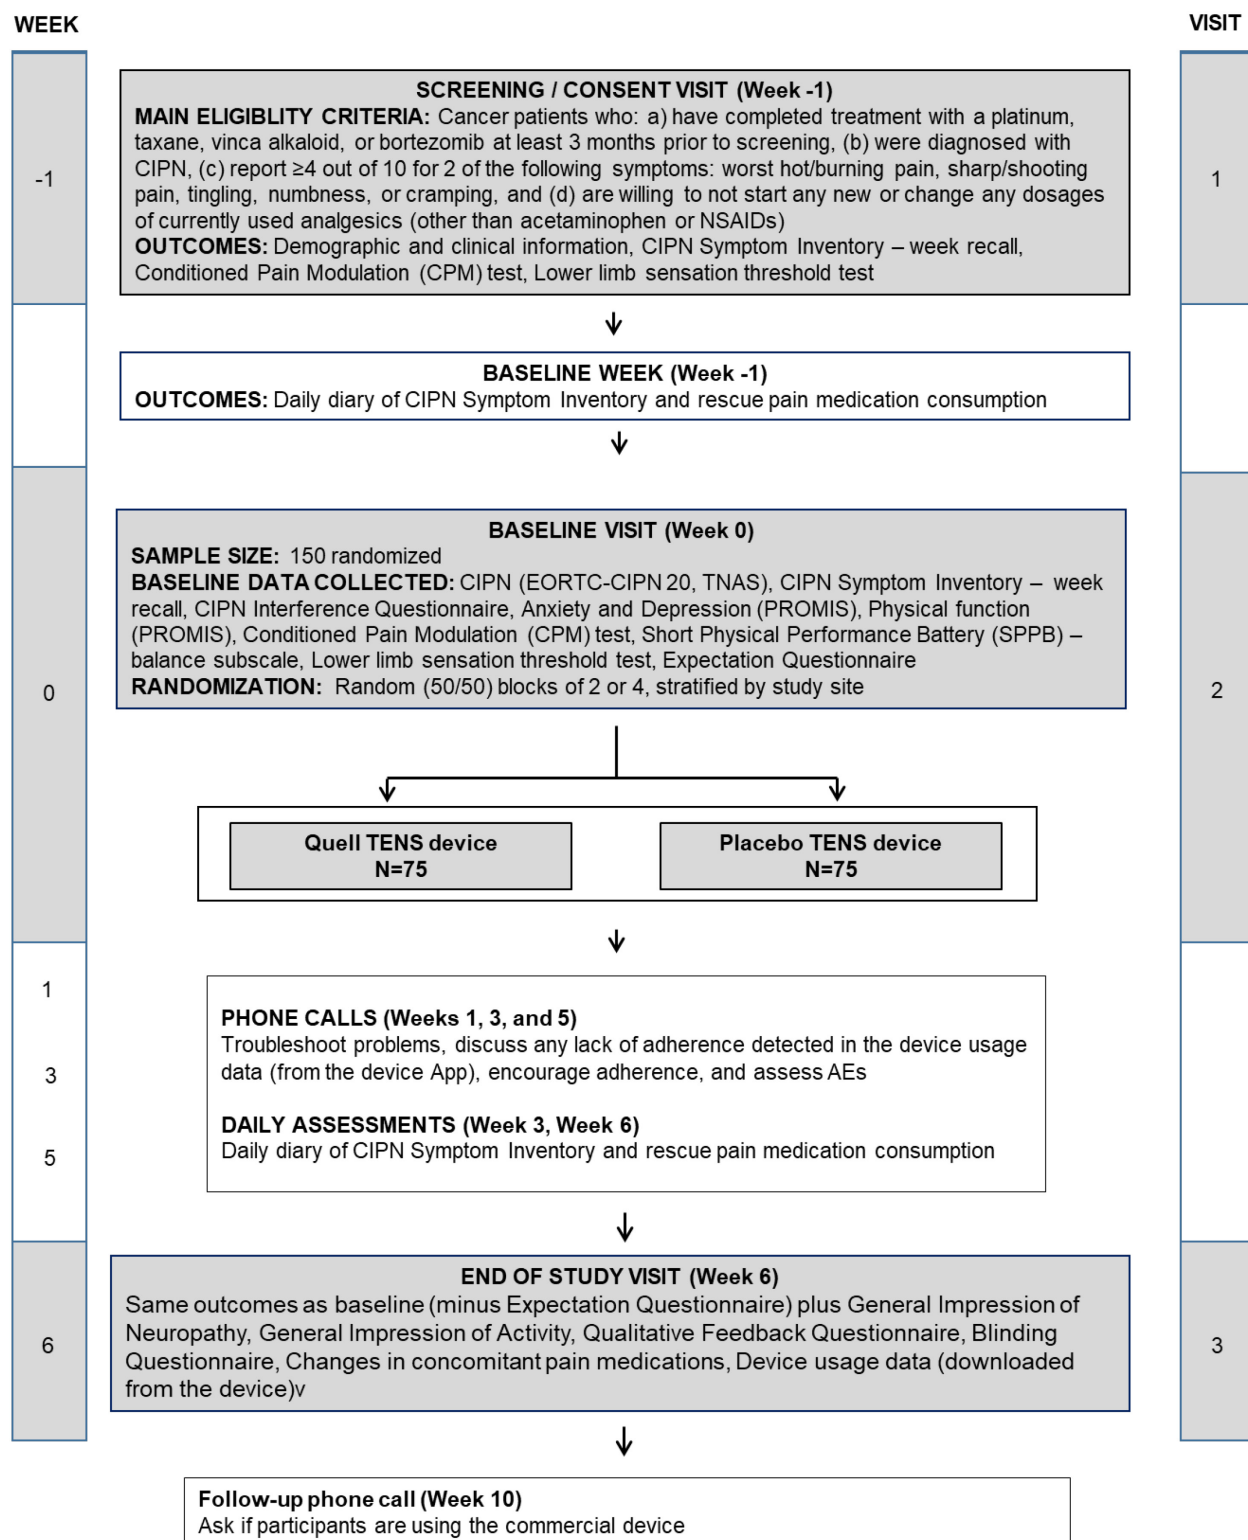 WEEK
VISIT
SCREENING / CONSENT VISIT (Week -1)
MAIN ELIGIBLITY CRITERIA: Cancer patients who: a) have completed treatment with a platinum,
taxane, vinca alkaloid, or bortezomib at least 3 months prior to screening, (b) were diagnosed with
CIPN, (c) report ≥4 out of 10 for 2 of the following symptoms: worst hot/burning pain, sharp/shooting
pain, tingling, numbness, or cramping, and (d) are willing to not start any new or change any dosages
of currently used analgesics (other than acetaminophen or NSAIDs)
OUTCOMES: Demographic and clinical information, CIPN Symptom Inventory – week recall,
Conditioned Pain Modulation (CPM) test, Lower limb sensation threshold test
-1
1
BASELINE WEEK (Week -1)
OUTCOMES: Daily diary of CIPN Symptom Inventory and rescue pain medication consumption
BASELINE VISIT (Week 0)
SAMPLE SIZE: 150 randomized
BASELINE DATA COLLECTED: CIPN (EORTC-CIPN 20, TNAS), CIPN Symptom Inventory – week
recall, CIPN Interference Questionnaire, Anxiety and Depression (PROMIS), Physical function
(PROMIS), Conditioned Pain Modulation (CPM) test, Short Physical Performance Battery (SPPB) –
balance subscale, Lower limb sensation threshold test, Expectation Questionnaire
RANDOMIZATION: Random (50/50) blocks of 2 or 4, stratified by study site
0
2
Quell TENS device
N=75
Placebo TENS device
N=75
1
3
5
PHONE CALLS (Weeks 1, 3, and 5)
Troubleshoot problems, discuss any lack of adherence detected in the device usage
data (from the device App), encourage adherence, and assess AEs
DAILY ASSESSMENTS (Week 3, Week 6)
Daily diary of CIPN Symptom Inventory and rescue pain medication consumption
END OF STUDY VISIT (Week 6)
Same outcomes as baseline (minus Expectation Questionnaire) plus General Impression of
Neuropathy, General Impression of Activity, Qualitative Feedback Questionnaire, Blinding
Questionnaire, Changes in concomitant pain medications, Device usage data (downloaded
from the device)v
6
3
Follow-up phone call (Week 10)
Ask if participants are using the commercial device